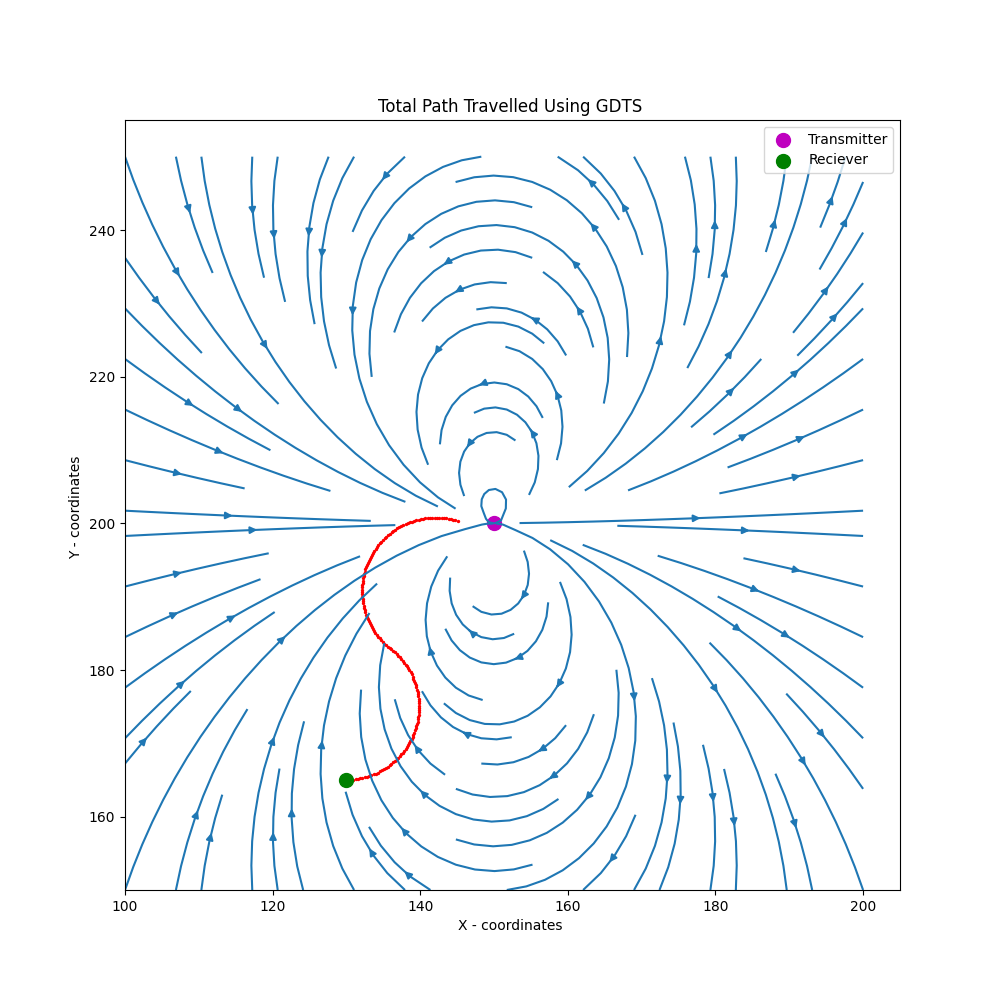 Total Path Travelled Using GDTS
Transmitter
Reciever
Y - coordinates
240
220
200
180
160
100 120 140 160 180 200
X - coordinates